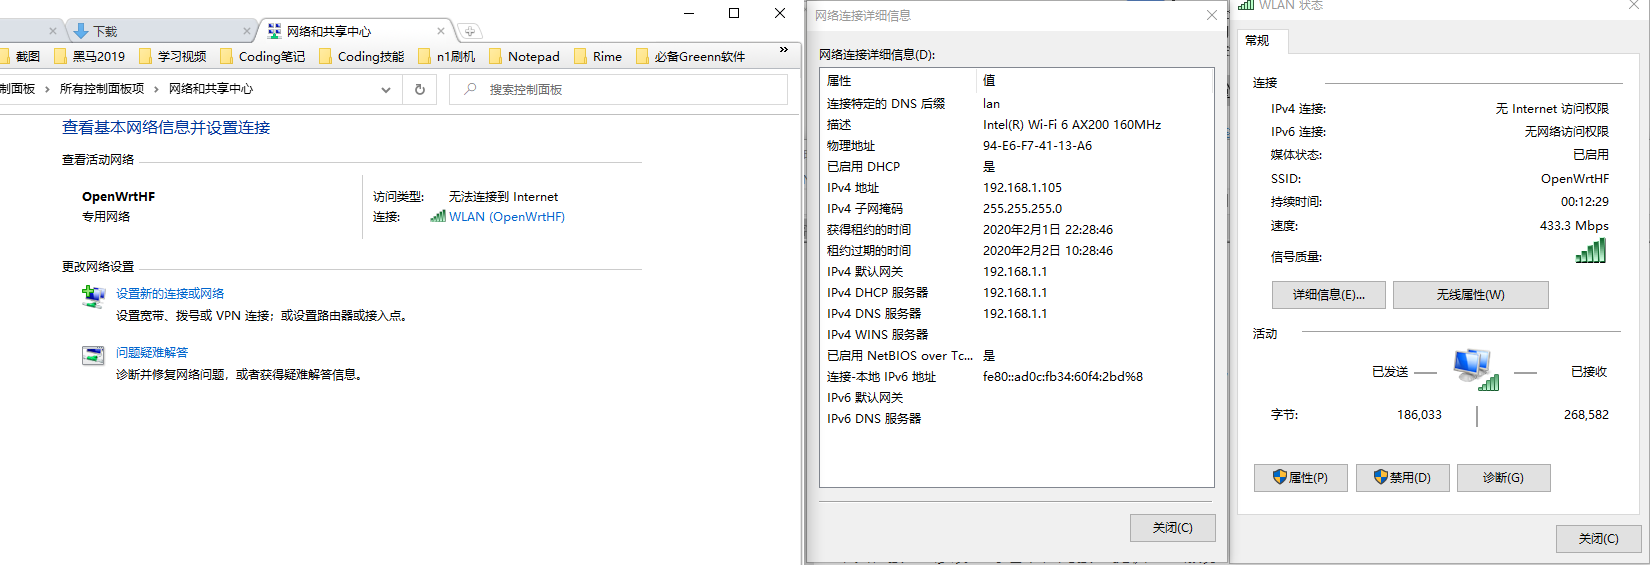 下载
网络和共享中心
截图 黑马2019 学习视频 Coding笔记 Coding技能 n1刷机 Notepad Rime 必备Greenn软件 »
制面板 › 所有控制面板项 › 网络和共享中心
搜索控制面板
查看基本网络信息并设置连接
查看活动网络
OpenWrtHF
专用网络
访问类型: 无法连接到 Internet
连接: WLAN (OpenWrtHF)
更改网络设置
设置新的连接或网络
设置宽带、拨号或 VPN 连接；或设置路由器或接入点。
问题疑难解答
诊断并修复网络问题，或者获得疑难解答信息。
网络连接详细信息
网络连接详细信息(D):
属性 值
连接特定的 DNS 后缀 lan
描述 Intel(R) Wi-Fi 6 AX200 160MHz
物理地址 94-E6-F7-41-13-A6
已启用 DHCP 是
IPv4 地址 192.168.1.105
IPv4 子网掩码 255.255.255.0
获得租约的时间 2020年2月1日 22:28:46
租约过期的时间 2020年2月2日 10:28:46
IPv4 默认网关 192.168.1.1
IPv4 DHCP 服务器 192.168.1.1
IPv4 DNS 服务器 192.168.1.1
IPv4 WINS 服务器
已启用 NetBIOS over Tc... 是
连接-本地 IPv6 地址 fe80::ad0c:fb34:60f4:2bd%8
IPv6 默认网关
IPv6 DNS 服务器
关闭(C)
WLAN 状态
常规
连接
IPv4 连接: 无 Internet 访问权限
IPv6 连接: 无网络访问权限
媒体状态: 已启用
SSID: OpenWrtHF
持续时间: 00:12:29
速度: 433.3 Mbps
信号质量:
详细信息(E)... 无线属性(W)
活动
已发送 已接收
字节: 186,033 268,582
属性(P) 禁用(D) 诊断(G)
关闭(C)